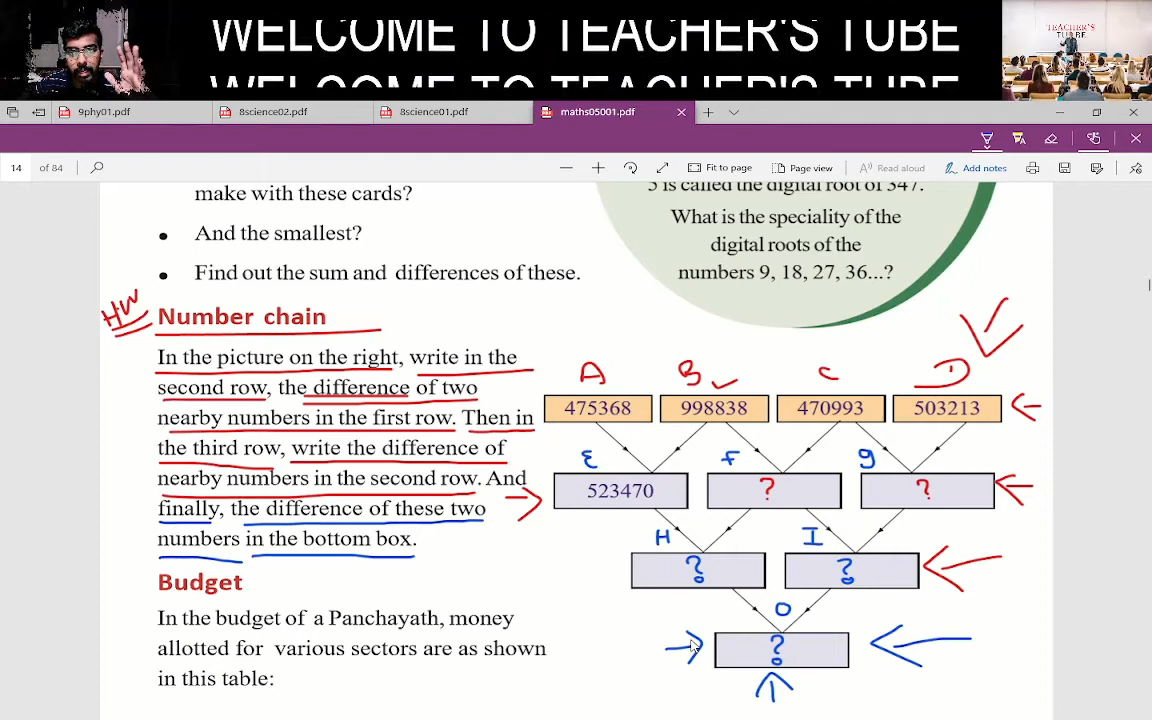 WELCOME TO TEACHER'S TUBE
WELCOME TO TEACHER'S TUBE
TEACHER'S
TUBE
9phy01.pdf
8science02.pdf
8science01.pdf
maths05001.pdf
14 of 84
Fit to page
Page view
Read aloud
Add notes
make with these cards?
• And the smallest?
• Find out the sum and differences of these.
5 is called the digital root of 347.
What is the speciality of the
digital roots of the
numbers 9, 18, 27, 36...?
HW
Number chain
In the picture on the right, write in the
second row, the difference of two
nearby numbers in the first row. Then in
the third row, write the difference of
nearby numbers in the second row. And
finally, the difference of these two
numbers in the bottom box.
A B C D
475368 998838 470993 503213
E F g
523470 ? ?
H I
? ?
O
?
Budget
In the budget of a Panchayath, money
allotted for various sectors are as shown
in this table: